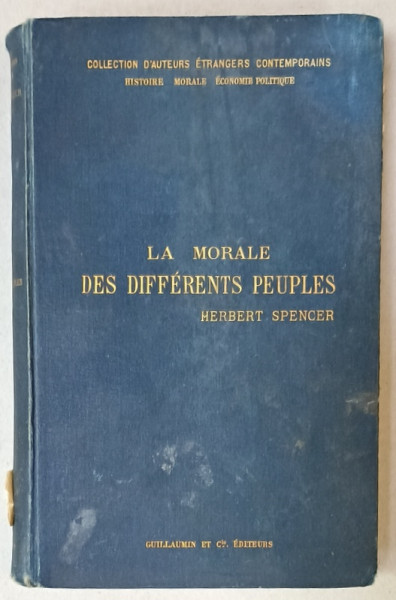 COLLECTION D'AUTEURS ÉTRANGERS CONTEMPORAINS
HISTOIRE MORALE ÉCONOMIE POLITIQUE
LA MORALE
DES DIFFÉRENTS PEUPLES
HERBERT SPENCER
GUILLAUMIN ET Cie. ÉDITEURS